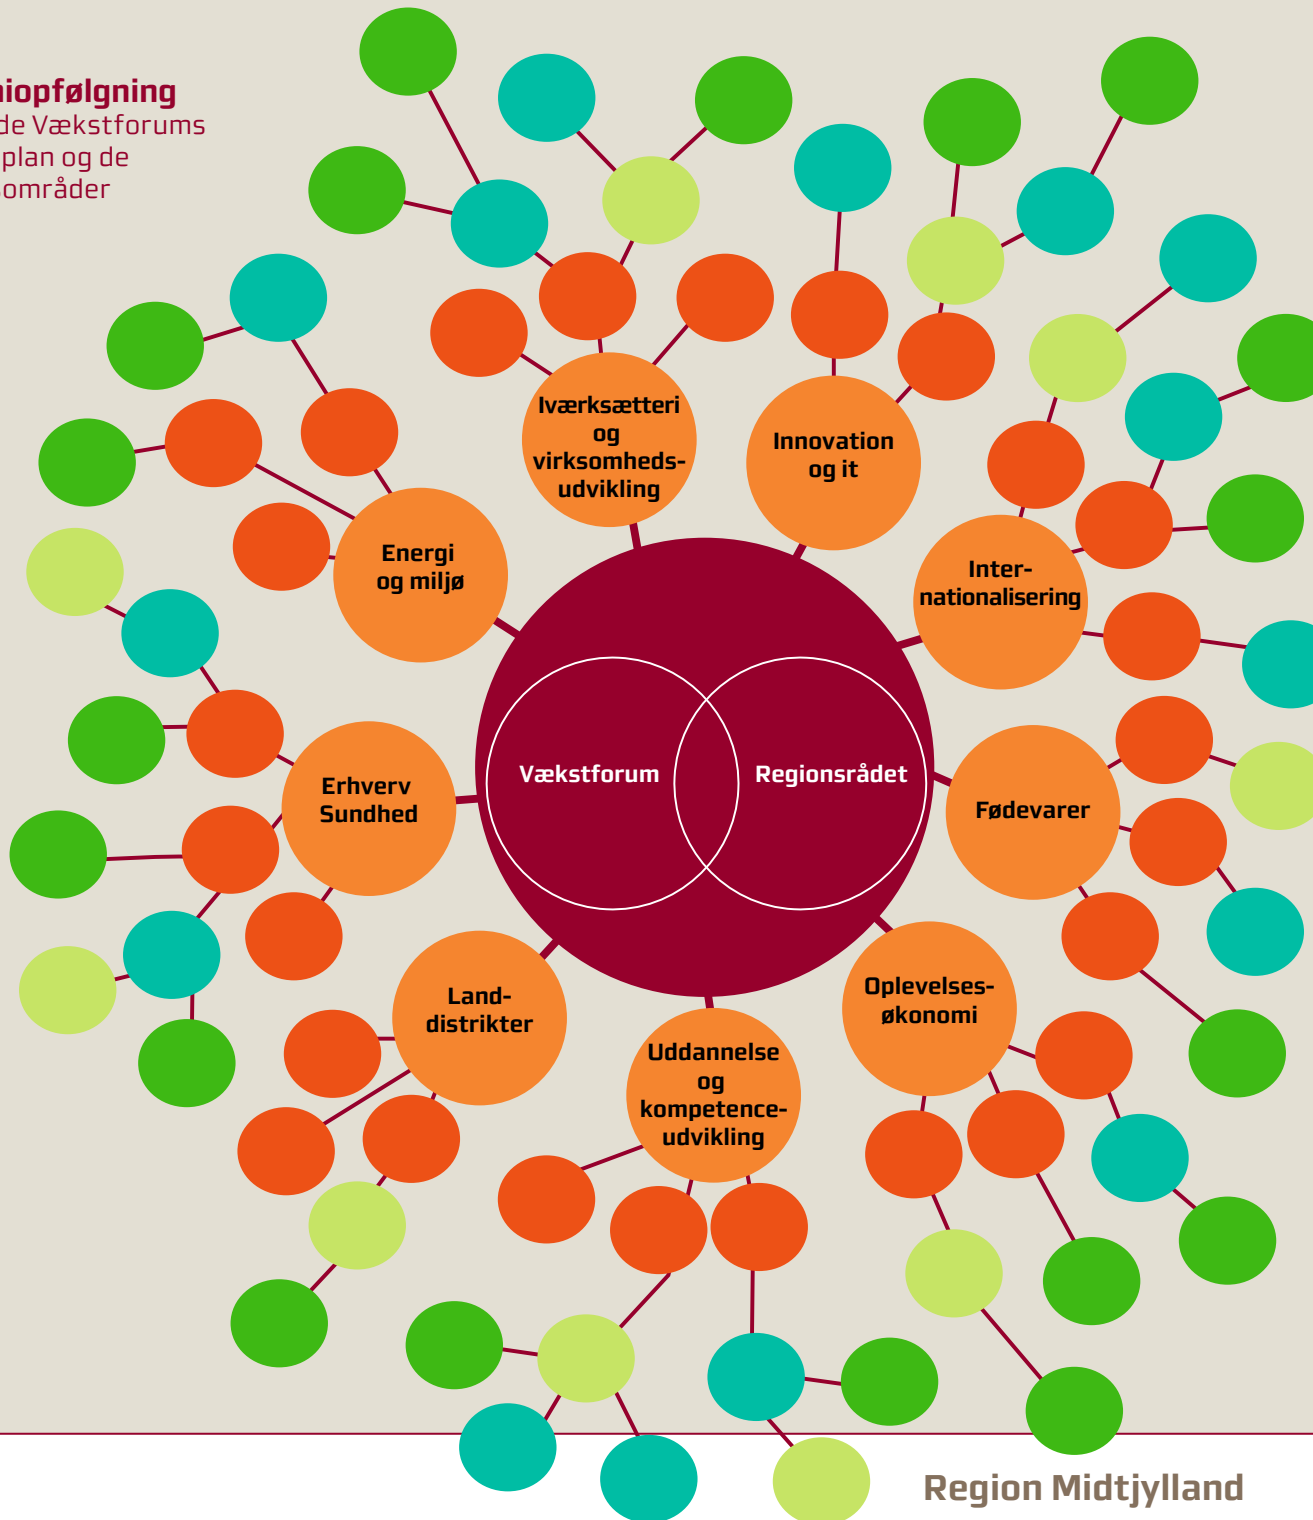 iopfølgning
de Vækstforums
plan og de
områder
Iværksætteri
og
virksomheds-
udvikling
Innovation
og it
Energi
og miljø
Inter-
nationalisering
Vækstforum
Regionsrådet
Erhverv
Sundhed
Fødevarer
Land-
distrikter
Oplevelses-
økonomi
Uddannelse
og
kompetence-
udvikling
Region Midtjylland